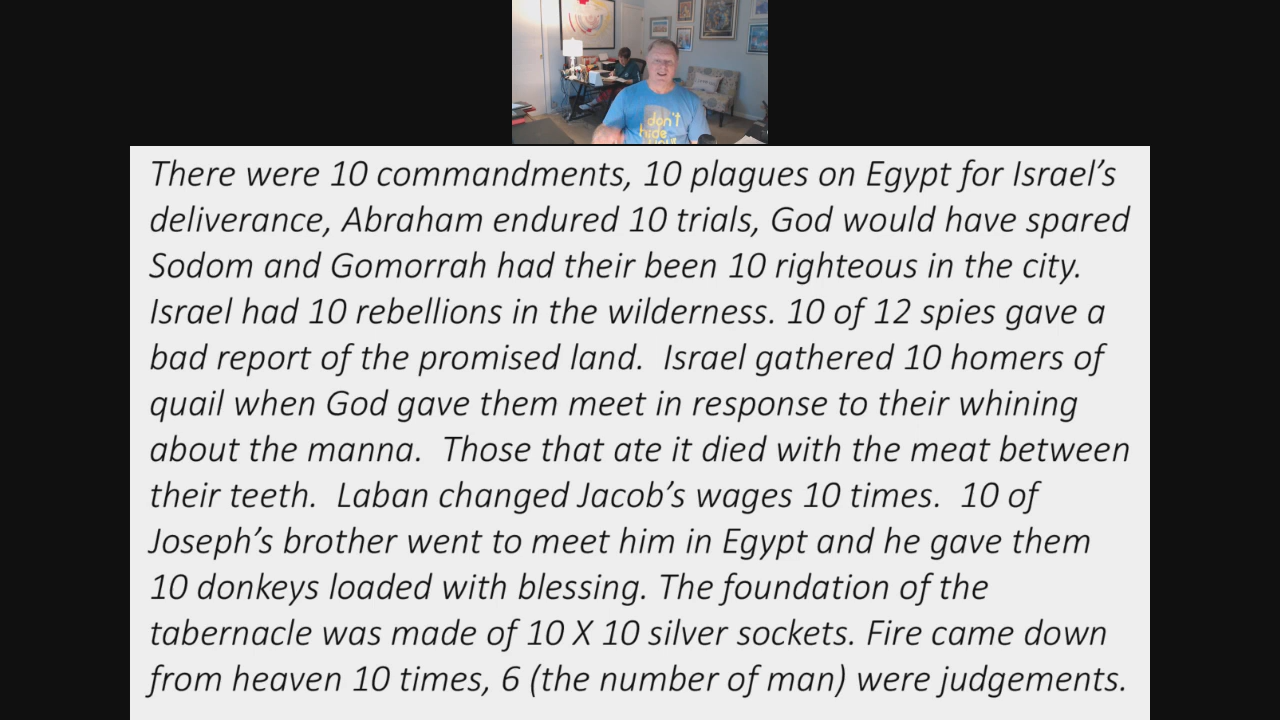 don't
hide
There were 10 commandments, 10 plagues on Egypt for Israel's
deliverance, Abraham endured 10 trials, God would have spared
Sodom and Gomorrah had their been 10 righteous in the city.
Israel had 10 rebellions in the wilderness. 10 of 12 spies gave a
bad report of the promised land.  Israel gathered 10 homers of
quail when God gave them meet in response to their whining
about the manna.  Those that ate it died with the meat between
their teeth.  Laban changed Jacob's wages 10 times.  10 of
Joseph's brother went to meet him in Egypt and he gave them
10 donkeys loaded with blessing. The foundation of the
tabernacle was made of 10 X 10 silver sockets. Fire came down
from heaven 10 times, 6 (the number of man) were judgements.